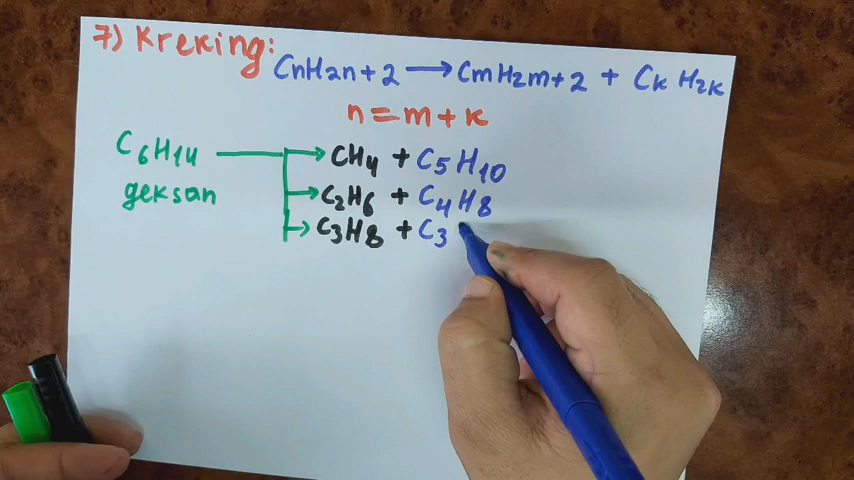 7) Kreking:
CnH2n+2 → CmH2m+2 + CkH2k
n=m+k
C6H14 → CH4 + C5H10
geksan → C2H6 + C4H8
→ C3H8 + C3